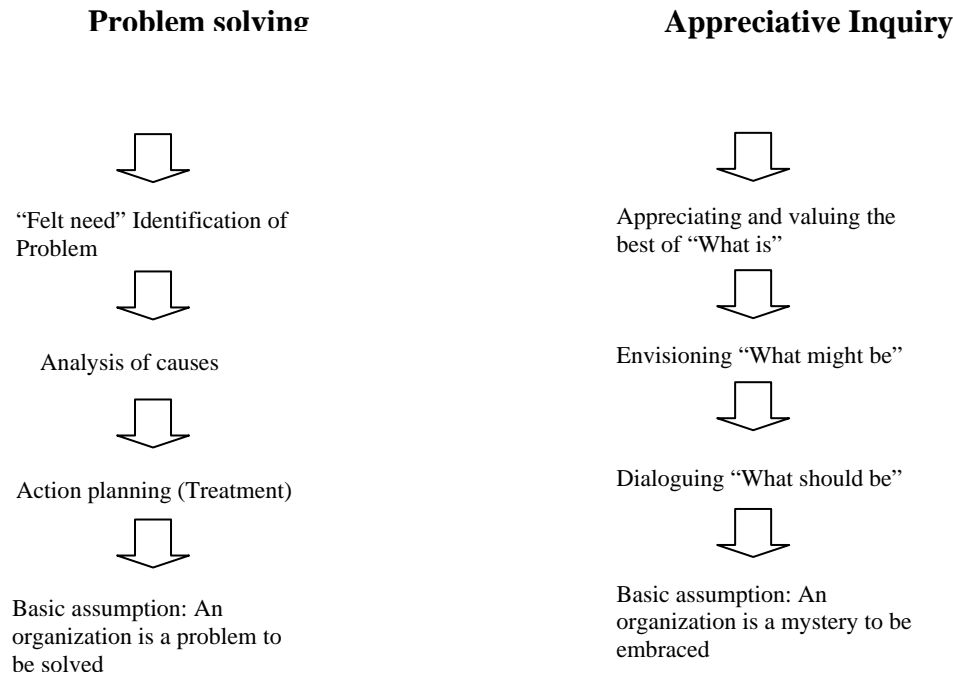 Problem solving
“Felt need” Identification of
Problem
Analysis of causes
Action planning (Treatment)
Basic assumption: An
organization is a problem to
be solved
Appreciative Inquiry
Appreciating and valuing the
best of “What is”
Envisioning “What might be”
Dialoguing “What should be”
Basic assumption: An
organization is a mystery to be
embraced